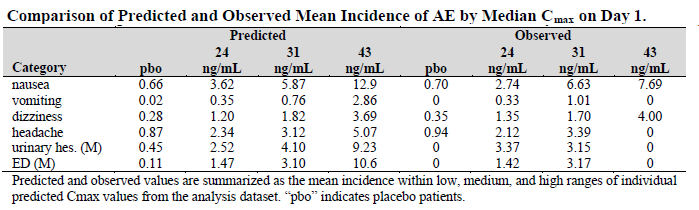 Comparison of Predicted and Observed Mean Incidence of AE by Median Cmax on Day 1.
Predicted Observed
24 31 43 24 31 43
Category pbo ng/mL ng/mL ng/mL pbo ng/mL ng/mL ng/mL
nausea 0.66 3.62 5.87 12.9 0.70 2.74 6.63 7.69
vomiting 0.02 0.35 0.76 2.86 0 0.33 1.01 0
dizziness 0.28 1.20 1.82 3.69 0.35 1.35 1.70 4.00
headache 0.87 2.34 3.12 5.07 0.94 2.12 3.39 0
urinary hes. (M) 0.45 2.52 4.10 9.23 0 3.37 3.15 0
ED (M) 0.11 1.47 3.10 10.6 0 1.42 3.17 0
Predicted and observed values are summarized as the mean incidence within low, medium, and high ranges of individual
predicted Cmax values from the analysis dataset. “pbo” indicates placebo patients.